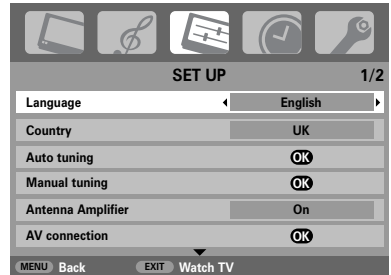 SET UP 1/2
Language English
Country UK
Auto tuning OK
Manual tuning OK
Antenna Amplifier On
AV connection OK
MENU Back EXIT Watch TV